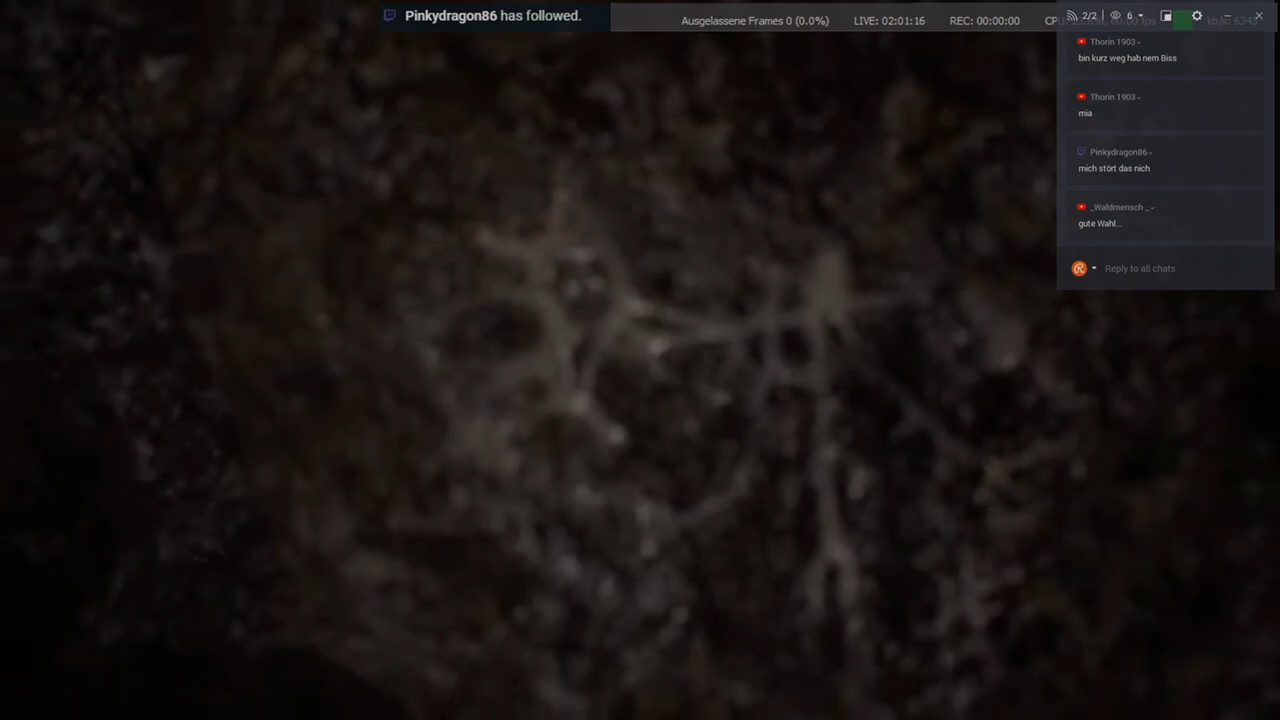 Pinkydragon86 has followed.
Ausgelassene Frames 0 (0.0%) LIVE: 02:01:16 REC: 00:00:00
2/2 6
Thorin 1903
bin kurz weg hab nem Biss
Thorin 1903
mia
Pinkydragon86
mich stört das nich
_Waldmensch _
gute Wahl...
Reply to all chats